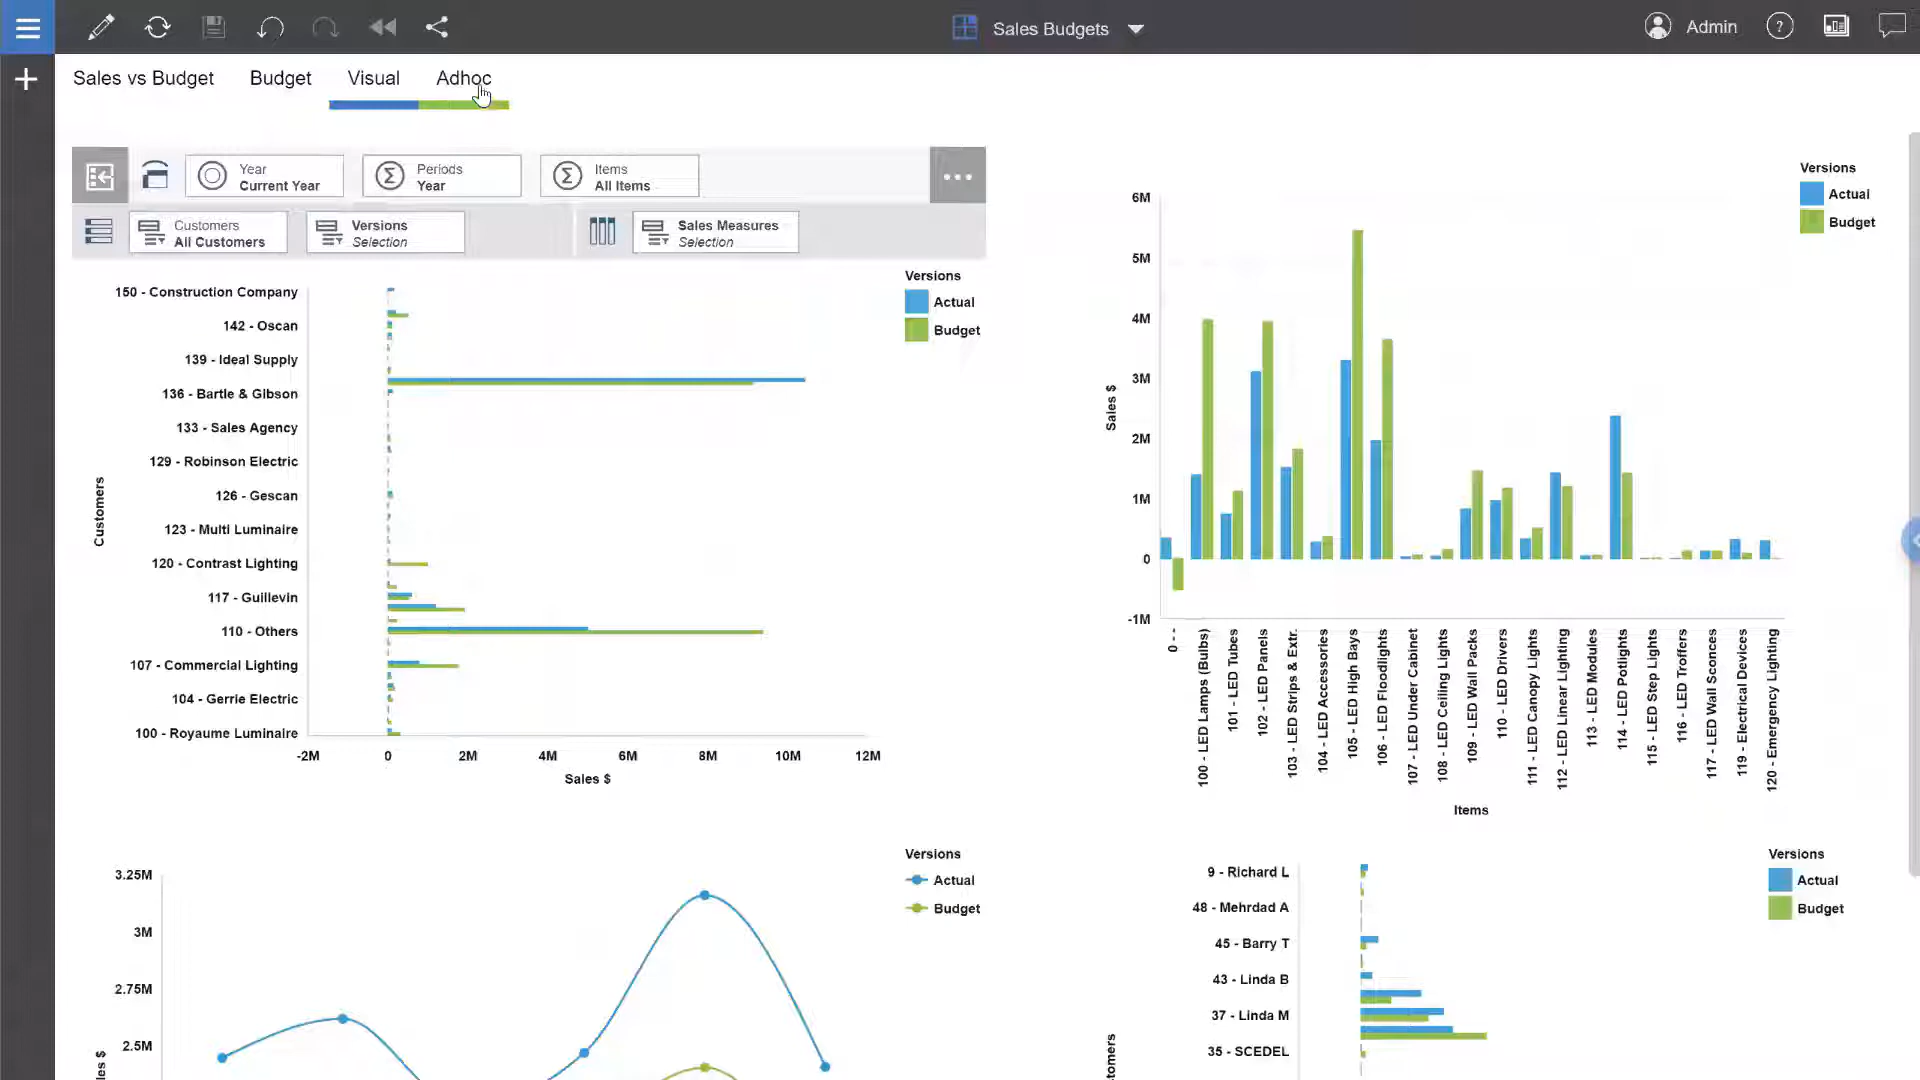 Sales Budgets
Admin
?
Sales vs Budget
Budget
Visual
Adhoc
Year
Current Year
Periods
Year
Items
All Items
...
Customers
All Customers
Versions
Selection
Sales Measures
Selection
Versions
Actual
Budget
150 - Construction Company
142 - Oscan
139 - Ideal Supply
136 - Bartle & Gibson
133 - Sales Agency
129 - Robinson Electric
126 - Gescan
123 - Multi Luminaire
120 - Contrast Lighting
117 - Guillevin
110 - Others
107 - Commercial Lighting
104 - Gerrie Electric
100 - Royaume Luminaire
Customers
-2M
0
2M
4M
6M
8M
10M
12M
Sales $
Versions
Actual
Budget
6M
5M
4M
3M
2M
1M
0
-1M
Sales $
0 - -
100 - LED Lamps (Bulbs)
101 - LED Tubes
102 - LED Panels
103 - LED Strips & Extr.
104 - LED Accessories
105 - LED High Bays
106 - LED Floodlights
107 - LED Under Cabinet
108 - LED Ceiling Lights
109 - LED Wall Packs
110 - LED Drivers
111 - LED Canopy Lights
112 - LED Linear Lighting
113 - LED Modules
114 - LED Potlights
115 - LED Step Lights
116 - LED Troffers
117 - LED Wall Sconces
119 - Electrical Devices
120 - Emergency Lighting
Items
Versions
Actual
Budget
3.25M
3M
2.75M
2.5M
Versions
Actual
Budget
9 - Richard L
48 - Mehrdad A
45 - Barry T
43 - Linda B
37 - Linda M
35 - SCEDEL